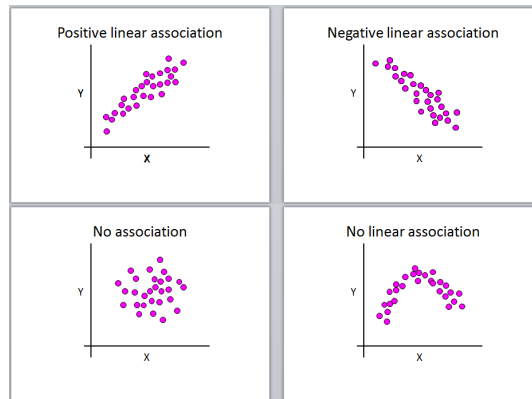 Positive linear association
Y
X
Negative linear association
Y
X
No association
Y
X
No linear association
Y
X